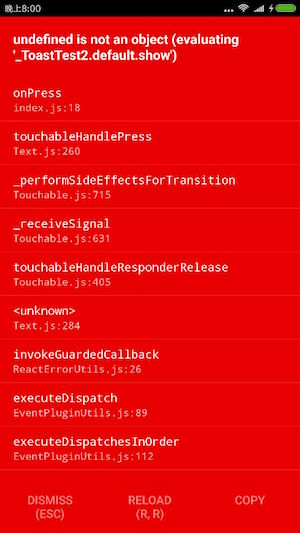 晚上8:00
undefined is not an object (evaluating
'_ToastTest2.default.show')
onPress
index.js:18
touchableHandlePress
Text.js:260
_performSideEffectsForTransition
Touchable.js:715
_receiveSignal
Touchable.js:631
touchableHandleResponderRelease
Touchable.js:405
<unknown>
Text.js:284
invokeGuardedCallback
ReactErrorUtils.js:26
executeDispatch
EventPluginUtils.js:89
executeDispatchesInOrder
EventPluginUtils.js:112
DISMISS
(ESC)
RELOAD
(R, R)
COPY